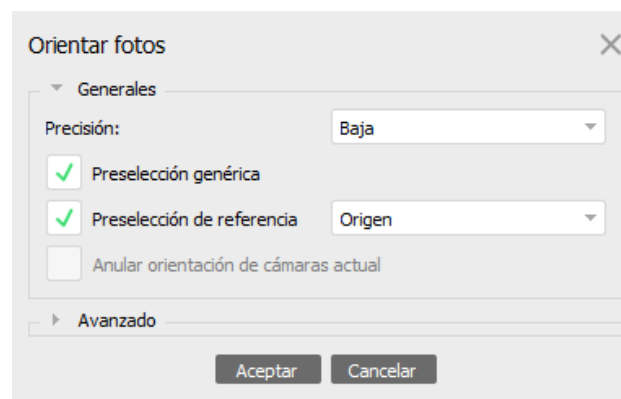 Orientar fotos
Generales
Precisión: Baja
Preselección genérica
Preselección de referencia Origen
Anular orientación de cámaras actual
Avanzado
Aceptar Cancelar